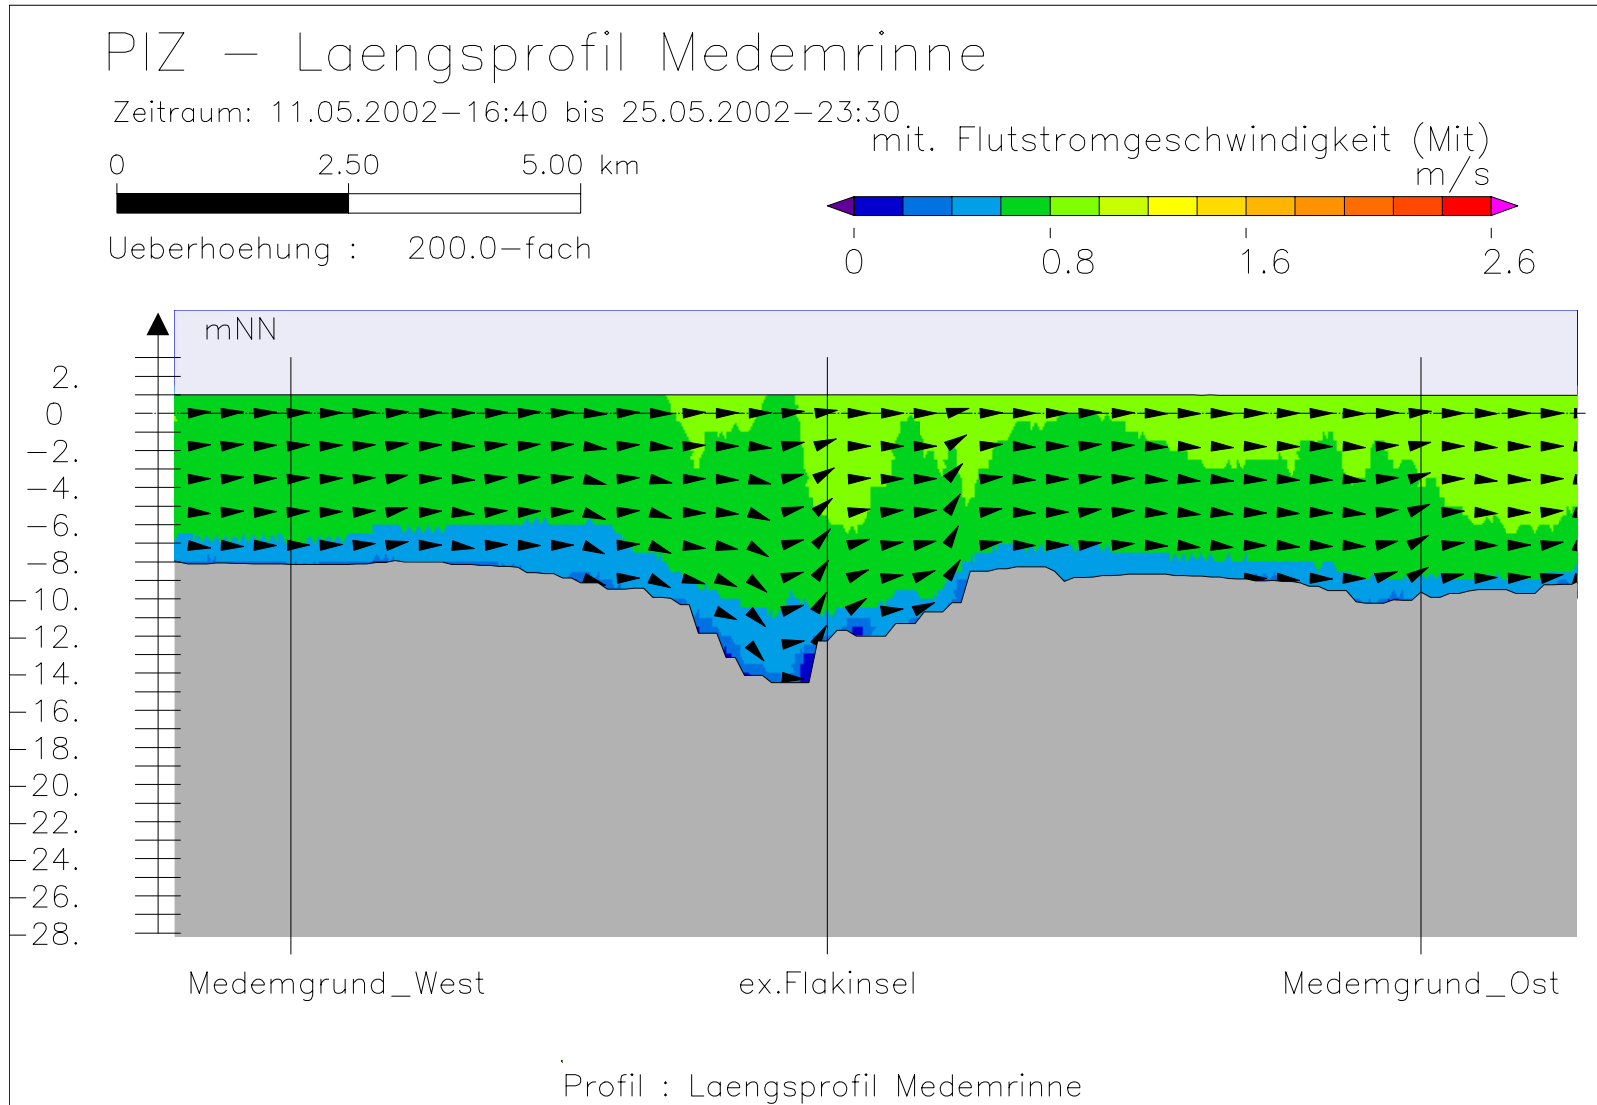 PIZ – Laengsprofil Medemrinne
Zeitraum: 11.05.2002–16:40 bis 25.05.2002–23:30
mit. Flutstromgeschwindigkeit (Mit)
m/s
0 2.50 5.00 km
Ueberhoehung : 200.0–fach
0 0.8 1.6 2.6
mNN
2.
0
–2.
–4.
–6.
–8.
–10.
–12.
–14.
–16.
–18.
–20.
–22.
–24.
–26.
–28.
Medemgrund_West ex.Flakinsel Medemgrund_Ost
Profil : Laengsprofil Medemrinne